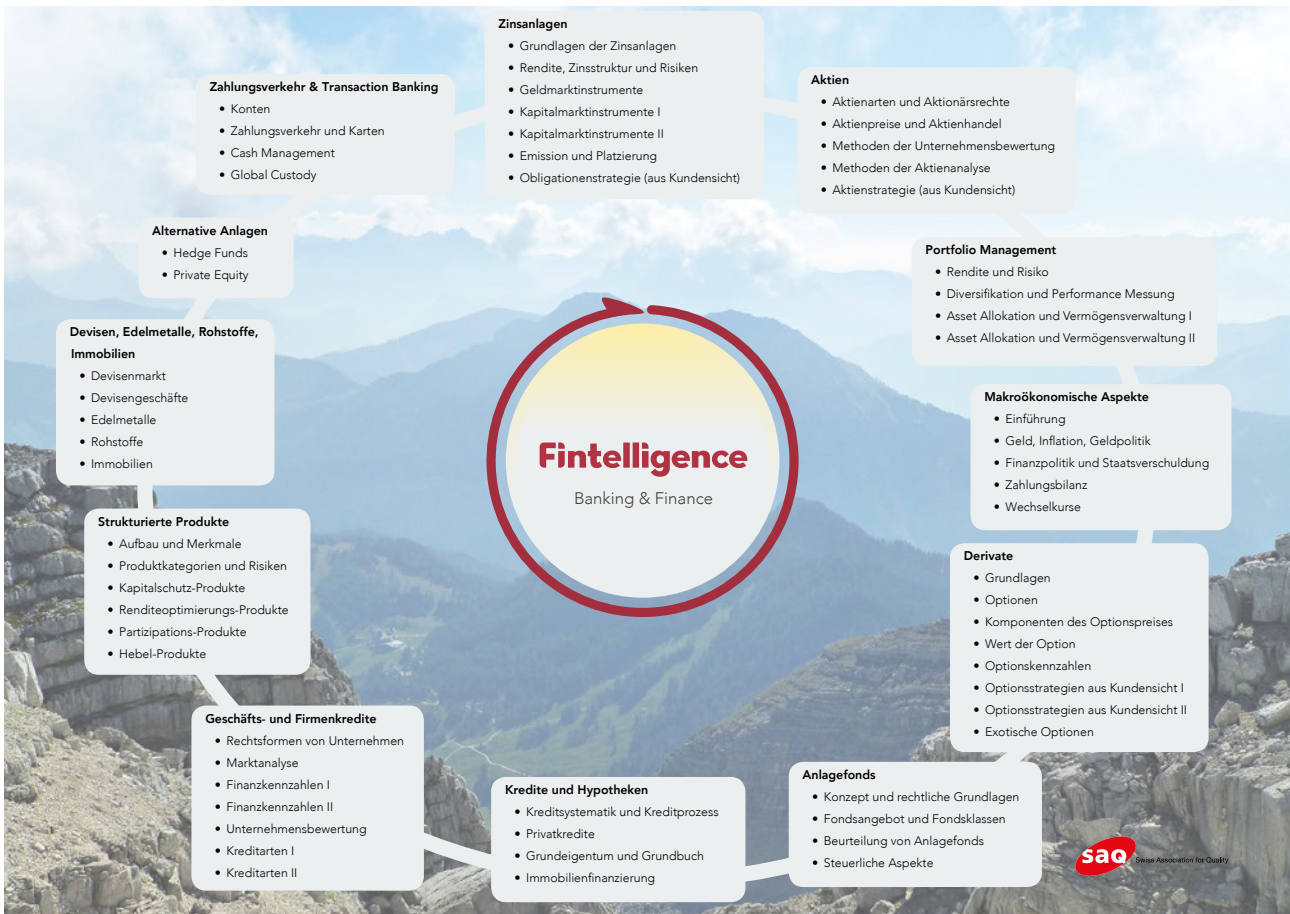 Zinsanlagen
• Grundlagen der Zinsanlagen
• Rendite, Zinsstruktur und Risiken
• Geldmarktinstrumente
• Kapitalmarktinstrumente I
• Kapitalmarktinstrumente II
• Emission und Platzierung
• Obligationenstrategie (aus Kundensicht)
Aktien
• Aktienarten und Aktionärsrechte
• Aktienpreise und Aktienhandel
• Methoden der Unternehmensbewertung
• Methoden der Aktienanalyse
• Aktienstrategie (aus Kundensicht)
Portfolio Management
• Rendite und Risiko
• Diversifikation und Performance Messung
• Asset Allokation und Vermögensverwaltung I
• Asset Allokation und Vermögensverwaltung II
Makroökonomische Aspekte
• Einführung
• Geld, Inflation, Geldpolitik
• Finanzpolitik und Staatsverschuldung
• Zahlungsbilanz
• Wechselkurse
Derivate
• Grundlagen
• Optionen
• Komponenten des Optionspreises
• Wert der Option
• Optionskennzahlen
• Optionsstrategien aus Kundensicht I
• Optionsstrategien aus Kundensicht II
• Exotische Optionen
Anlagefonds
• Konzept und rechtliche Grundlagen
• Fondsangebot und Fondsklassen
• Beurteilung von Anlagefonds
• Steuerliche Aspekte
Kredite und Hypotheken
• Kreditsystematik und Kreditprozess
• Privatkredite
• Grundeigentum und Grundbuch
• Immobilienfinanzierung
Geschäfts- und Firmenkredite
• Rechtsformen von Unternehmen
• Marktanalyse
• Finanzkennzahlen I
• Finanzkennzahlen II
• Unternehmensbewertung
• Kreditarten I
• Kreditarten II
Strukturierte Produkte
• Aufbau und Merkmale
• Produktkategorien und Risiken
• Kapitalschutz-Produkte
• Renditeoptimierungs-Produkte
• Partizipations-Produkte
• Hebel-Produkte
Devisen, Edelmetalle, Rohstoffe,
Immobilien
• Devisenmarkt
• Devisengeschäfte
• Edelmetalle
• Rohstoffe
• Immobilien
Alternative Anlagen
• Hedge Funds
• Private Equity
Zahlungsverkehr & Transaction Banking
• Konten
• Zahlungsverkehr und Karten
• Cash Management
• Global Custody
Fintelligence
Banking & Finance
saq Swiss Association for Quality